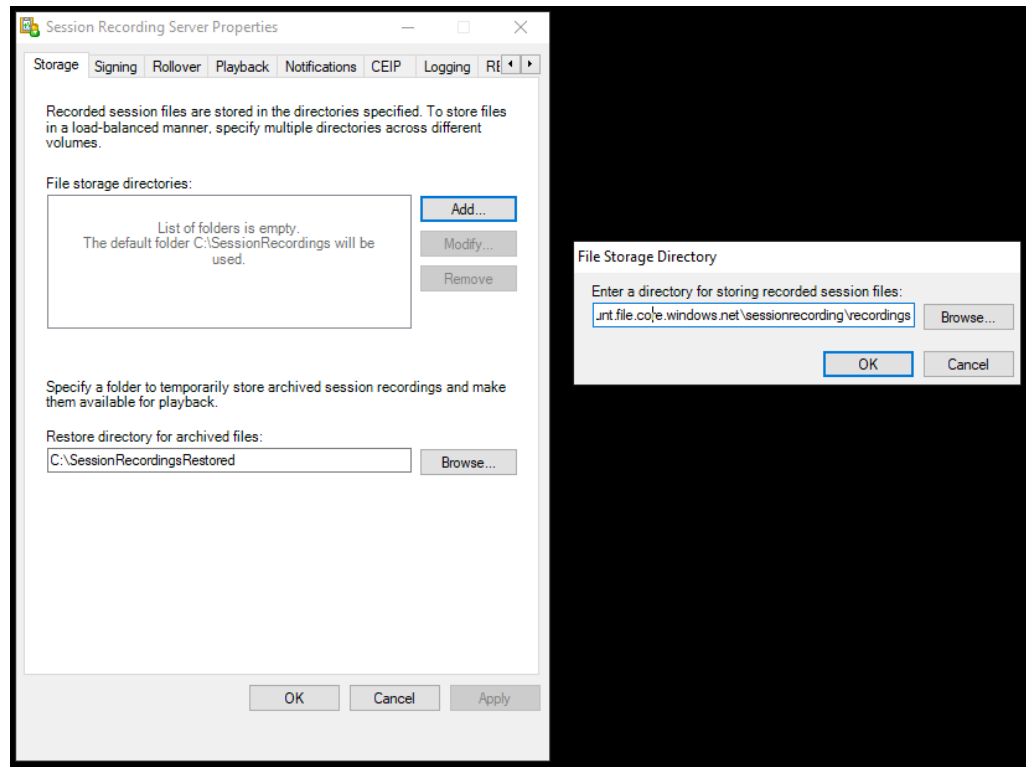 Session Recording Server Properties
Storage Signing Rollover Playback Notifications CEIP Logging
Recorded session files are stored in the directories specified. To store files
in a load-balanced manner, specify multiple directories across different
volumes.
File storage directories:
List of folders is empty.
The default folder C:\SessionRecordings will be
used.
Add...
Modify...
Remove
Specify a folder to temporarily store archived session recordings and make
them available for playback.
Restore directory for archived files:
C:\SessionRecordingsRestored
Browse...
OK Cancel Apply
File Storage Directory
Enter a directory for storing recorded session files:
unt.file.core.windows.net\sessionrecording\recordings
Browse...
OK Cancel